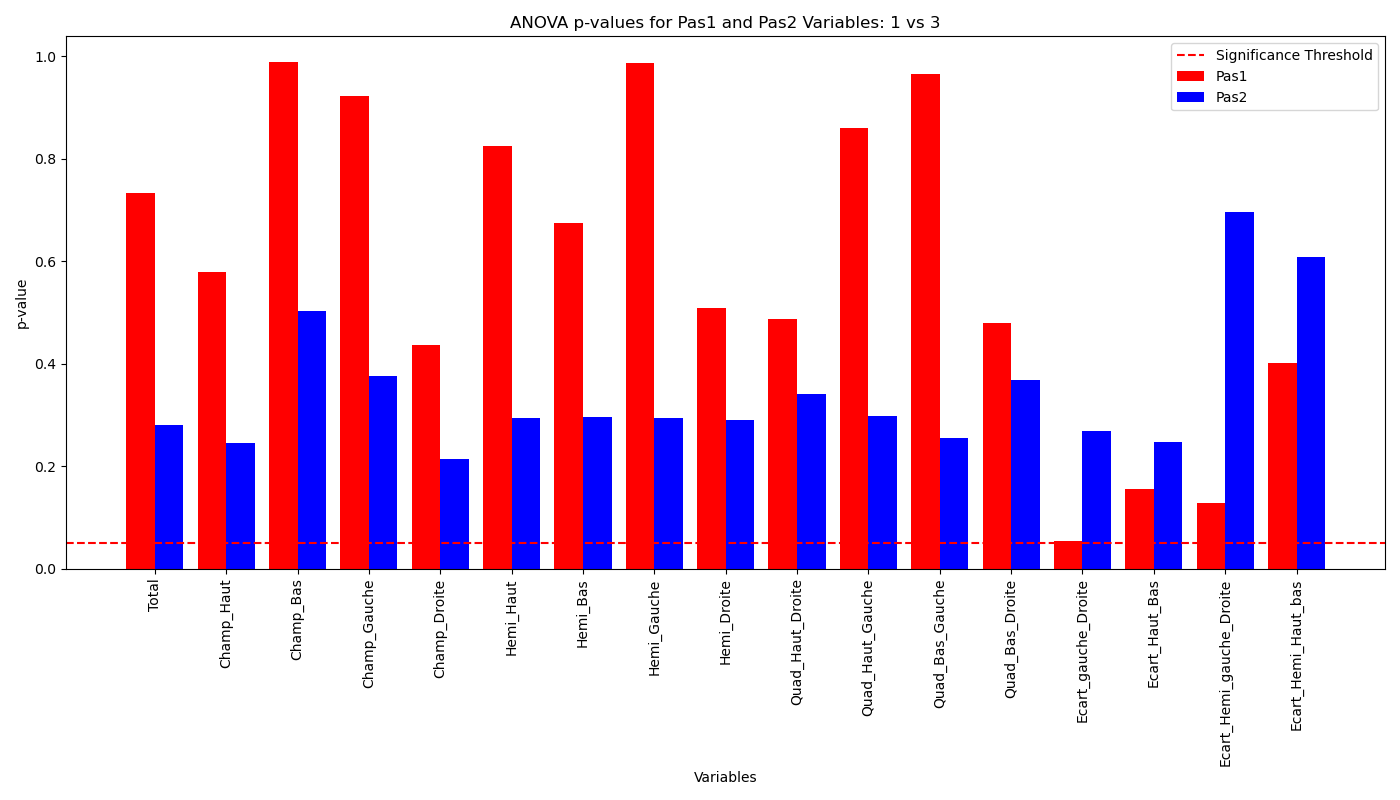 ANOVA p-values for Pas1 and Pas2 Variables: 1 vs 3
Significance Threshold
Pas1
Pas2
p-value
1.0
0.8
0.6
0.4
0.2
0.0
Total
Champ_Haut
Champ_Bas
Champ_Gauche
Champ_Droite
Hemi_Haut
Hemi_Bas
Hemi_Gauche
Hemi_Droite
Quad_Haut_Droite
Quad_Haut_Gauche
Quad_Bas_Gauche
Quad_Bas_Droite
Ecart_gauche_Droite
Ecart_Haut_Bas
Ecart_Hemi_gauche_Droite
Ecart_Hemi_Haut_bas
Variables